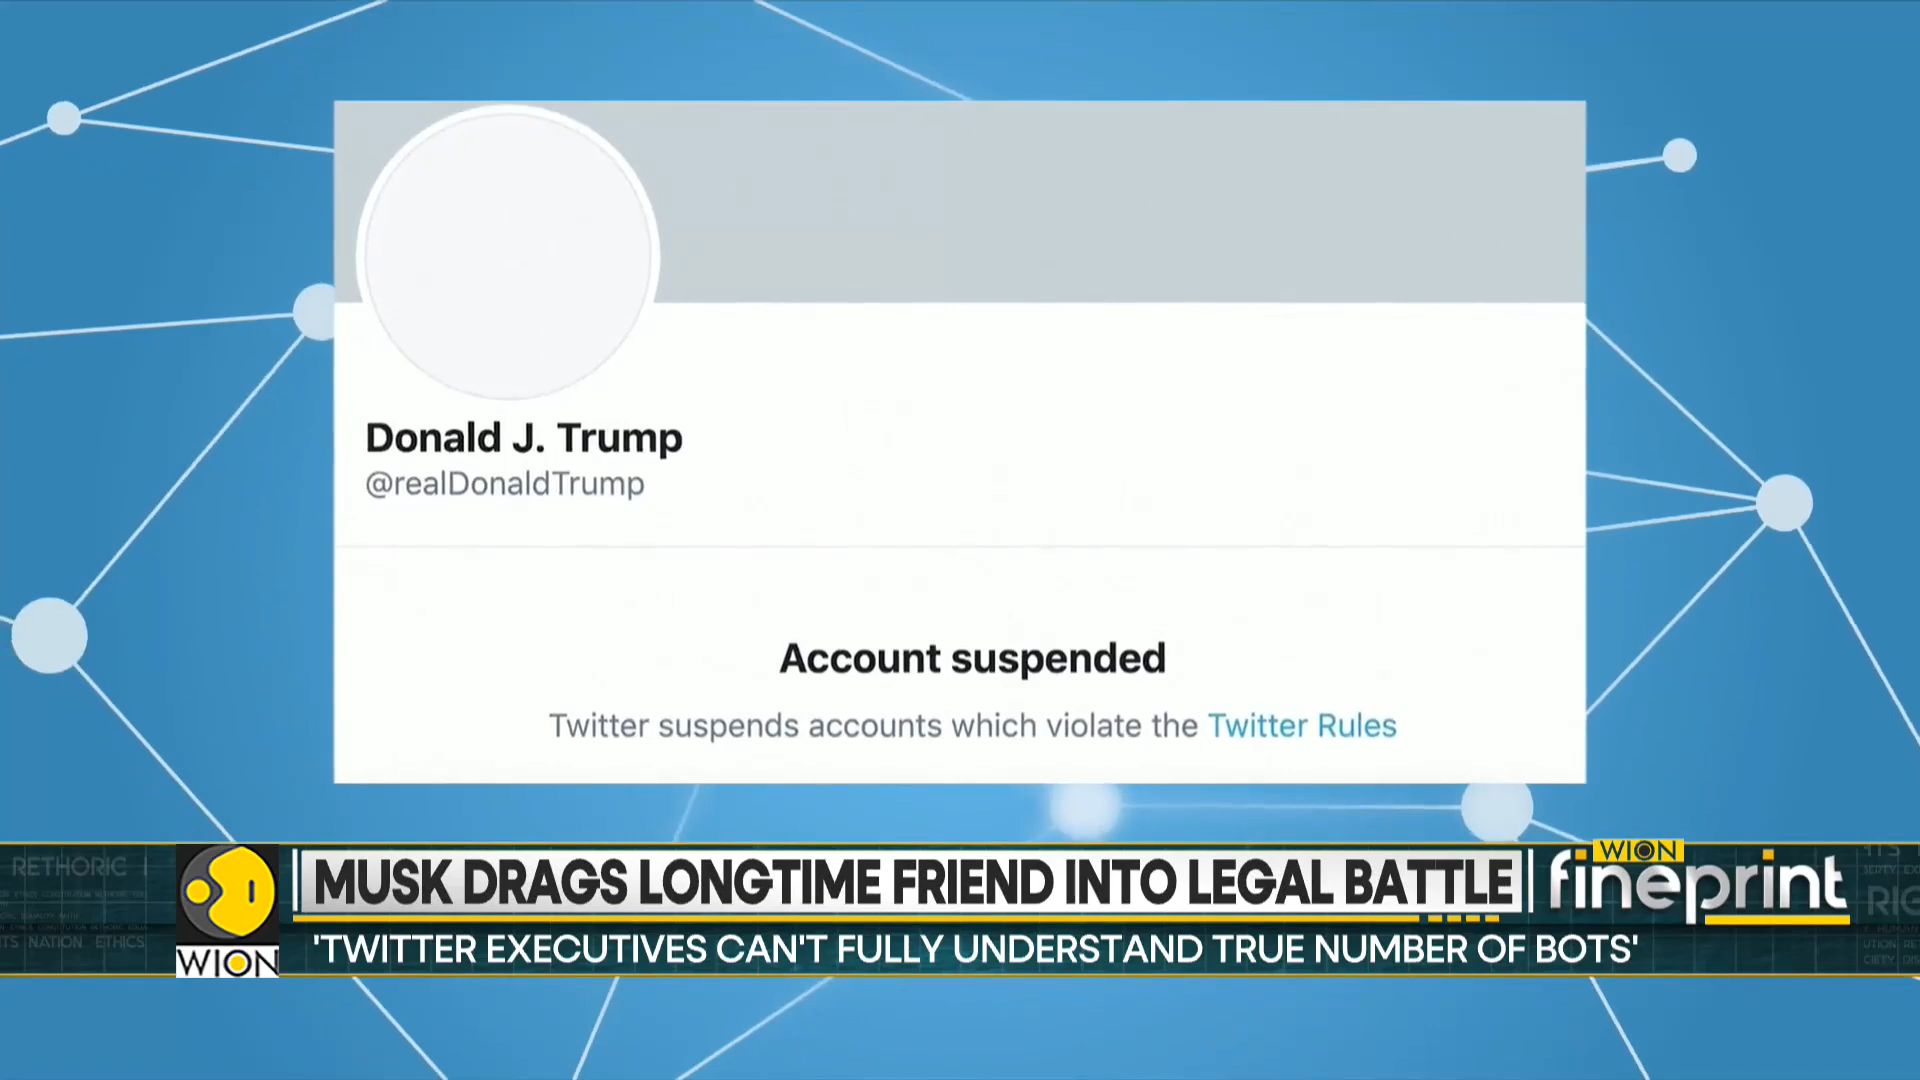 Donald J. Trump
@realDonaldTrump
Account suspended
Twitter suspends accounts which violate the Twitter Rules
RETHORIC
TS NATION ETHICS
WION
MUSK DRAGS LONGTIME FRIEND INTO LEGAL BATTLE
'TWITTER EXECUTIVES CAN'T FULLY UNDERSTAND TRUE NUMBER OF BOTS'
WION
fineprint